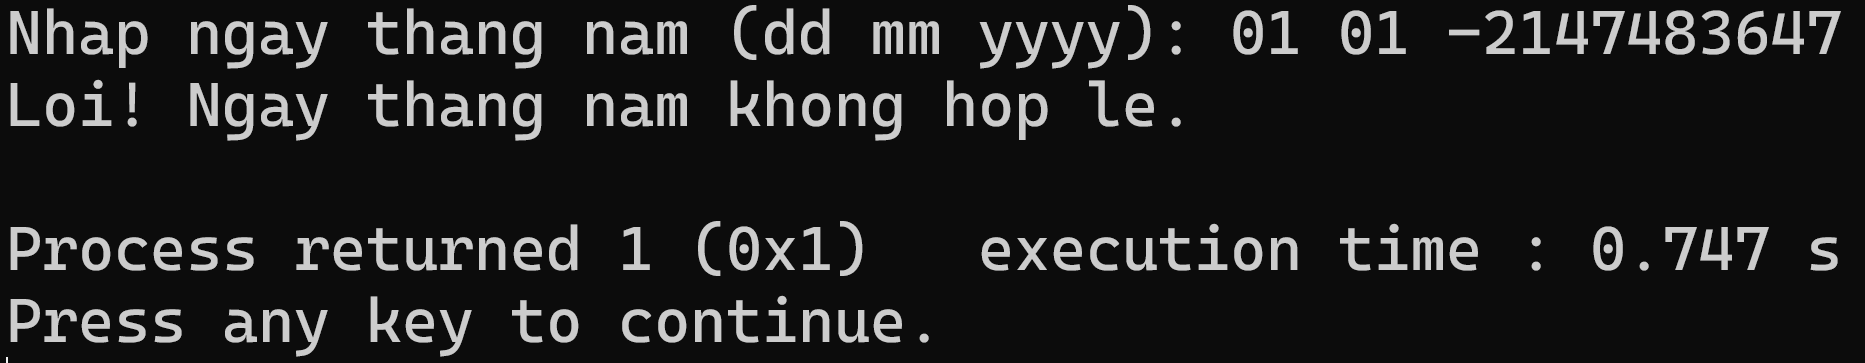 Nhap ngay thang nam (dd mm yyyy): 01 01 -2147483647
Loi! Ngay thang nam khong hop le.
Process returned 1 (0x1)   execution time : 0.747 s
Press any key to continue.